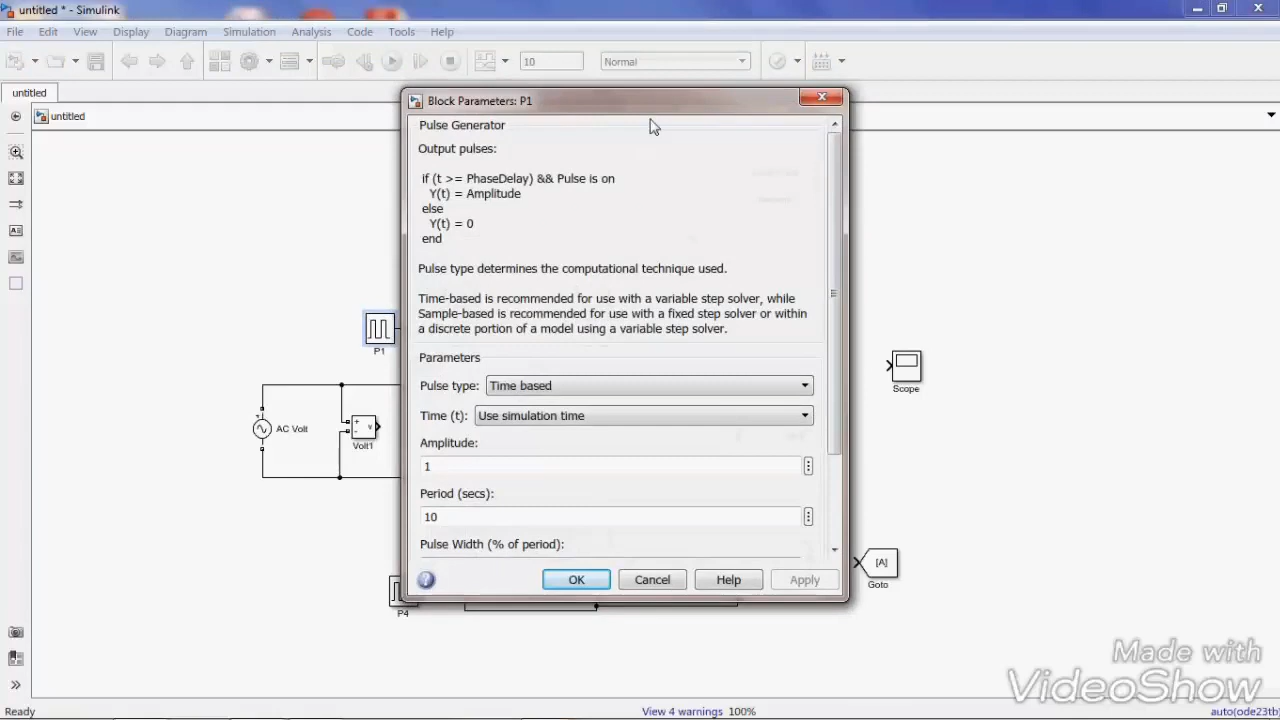 untitled * - Simulink
File Edit View Display Diagram Simulation Analysis Code Tools Help
10 Normal
untitled
untitled
Block Parameters: P1
Pulse Generator
Output pulses:
if (t >= PhaseDelay) && Pulse is on
Y(t) = Amplitude
else
Y(t) = 0
end
Pulse type determines the computational technique used.
Time-based is recommended for use with a variable step solver, while
Sample-based is recommended for use with a fixed step solver or within
a discrete portion of a model using a variable step solver.
Parameters
Pulse type: Time based
Time (t): Use simulation time
Amplitude:
1
Period (secs):
10
Pulse Width (% of period):
OK Cancel Help Apply
P1
AC Volt
+
-
v
Volt1
P4
Scope
[A]
Goto
Made with
VideoShow
Ready View 4 warnings 100% auto(ode23tb)